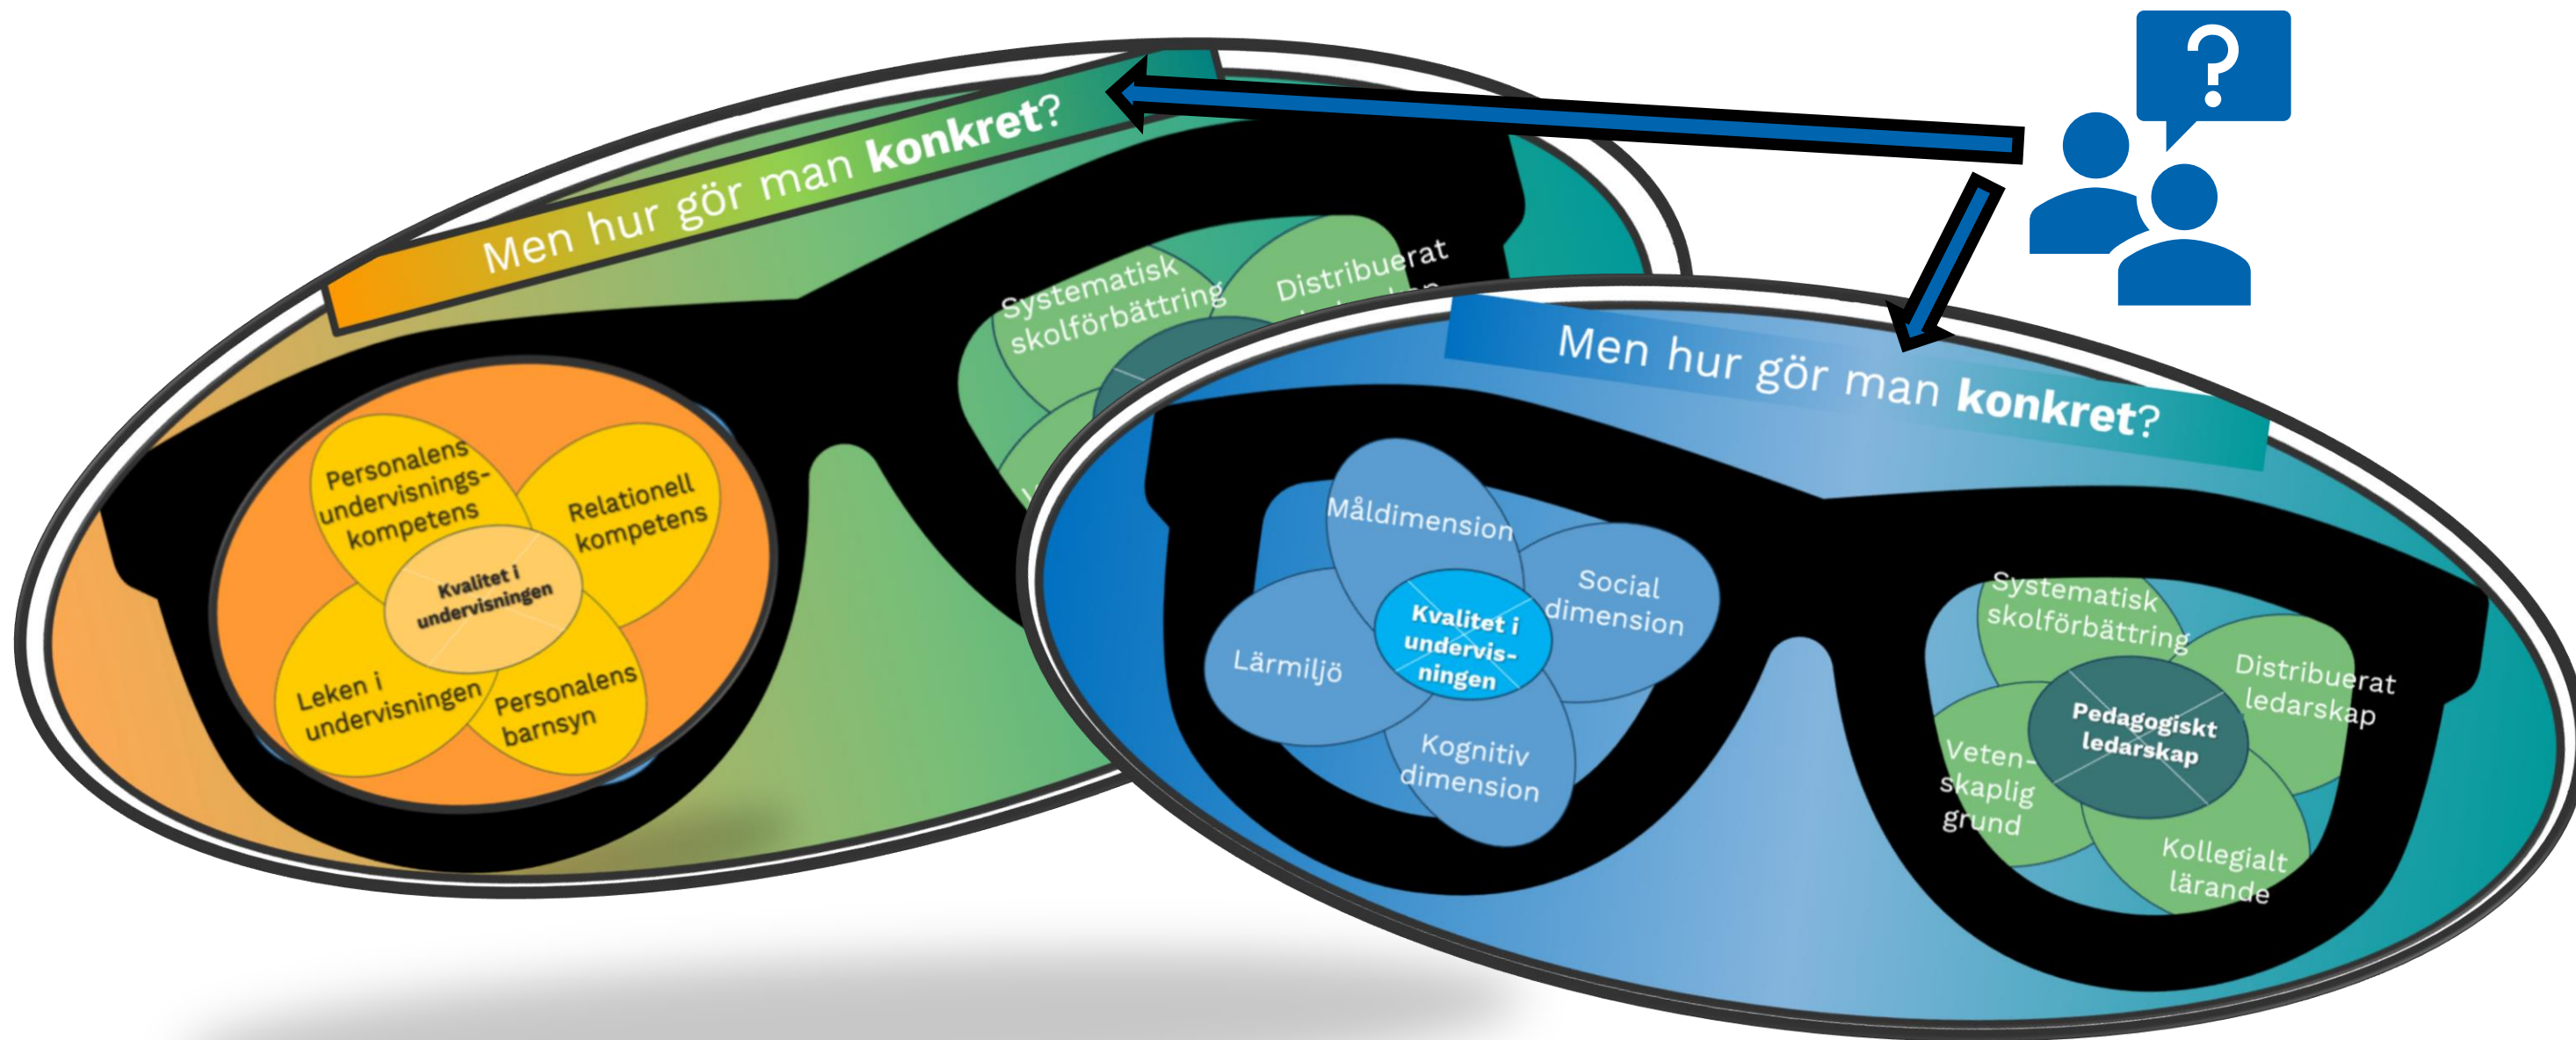 ?
Men hur gör man konkret?
Systematisk
skolförbättring
Distribuerat
Personalens
undervisnings-
kompetens
Relationell
kompetens
Kvalitet i
undervisningen
Leken i
undervisningen
Personalens
barnsyn
Men hur gör man konkret?
Måldimension
Social
dimension
Kvalitet i
undervis-
ningen
Lärmiljö
Kognitiv
dimension
Systematisk
skolförbättring
Distribuerat
ledarskap
Pedagogiskt
ledarskap
Veten-
skaplig
grund
Kollegialt
lärande